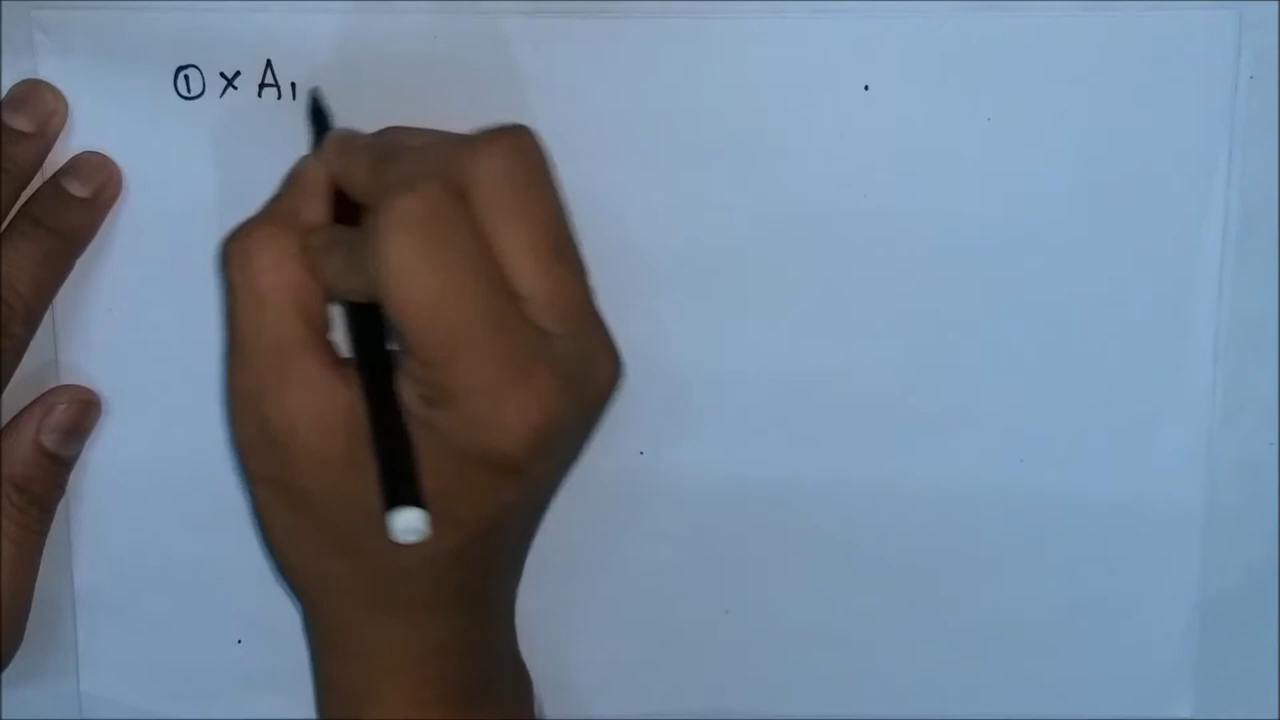 ① × A₁